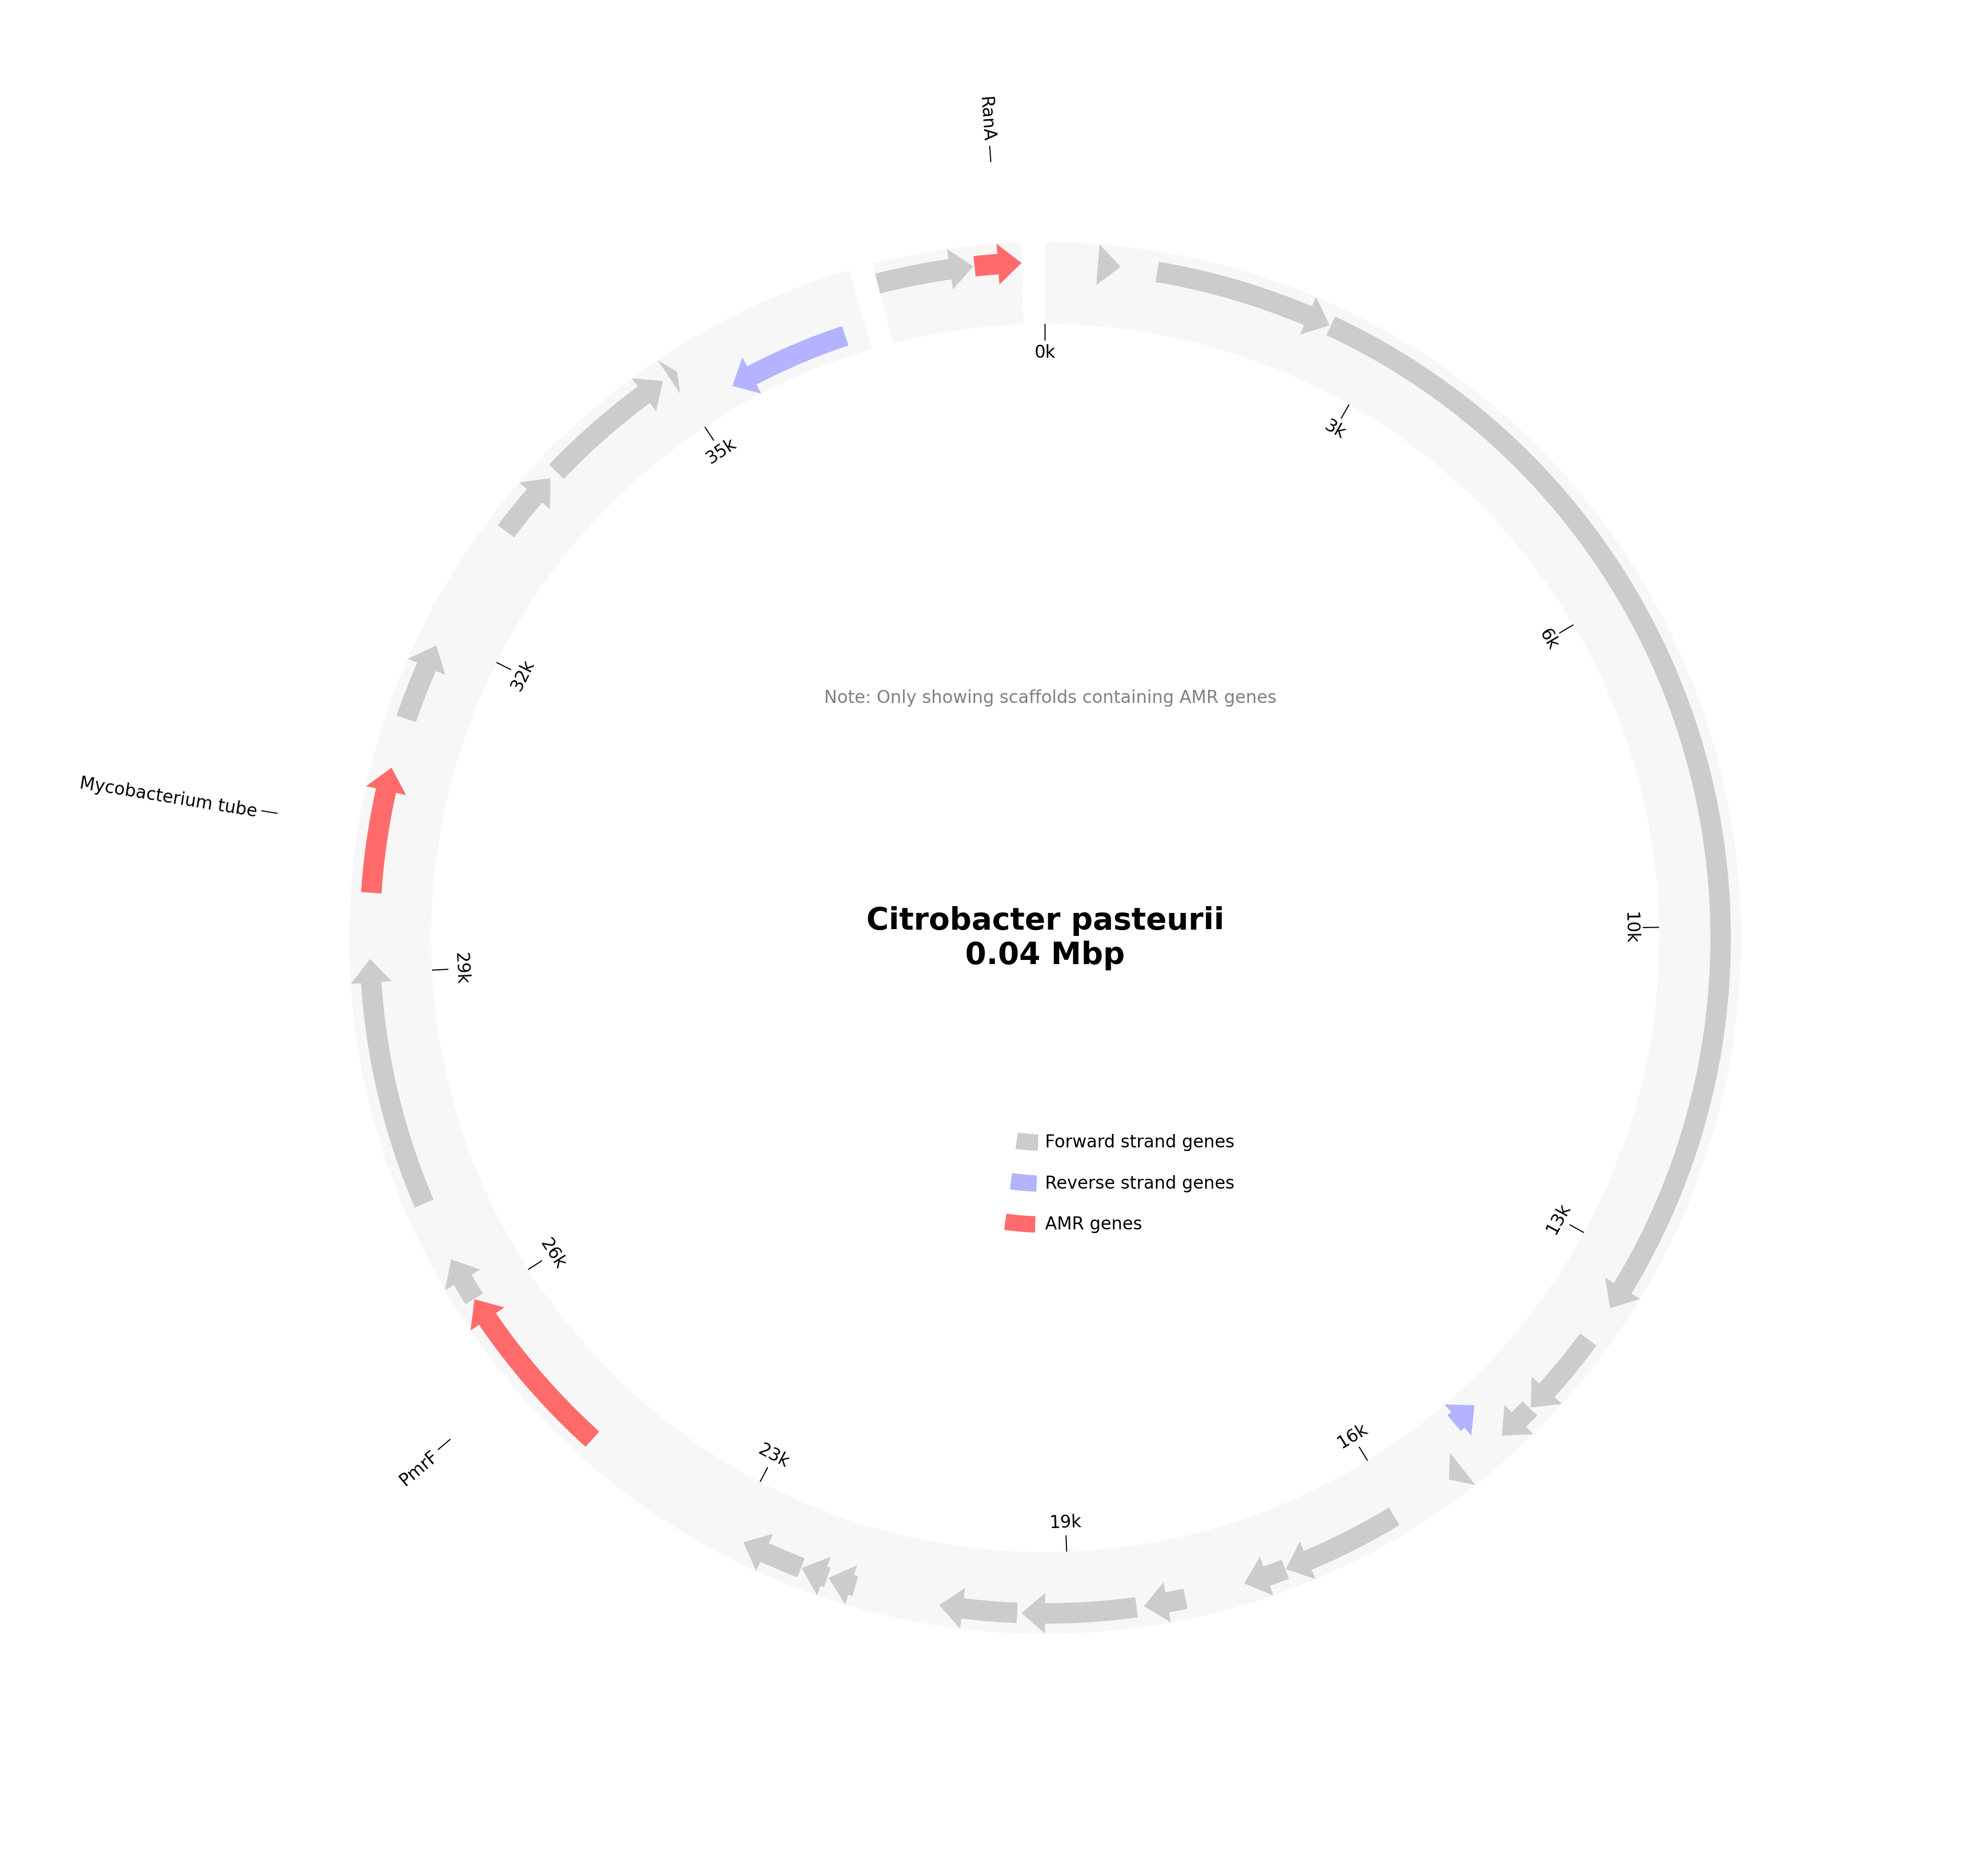 RanA
0k
3k
6k
10k
13k
16k
19k
23k
26k
29k
32k
35k
Mycobacterium tube
PmrF
Note: Only showing scaffolds containing AMR genes
Citrobacter pasteurii
0.04 Mbp
Forward strand genes
Reverse strand genes
AMR genes